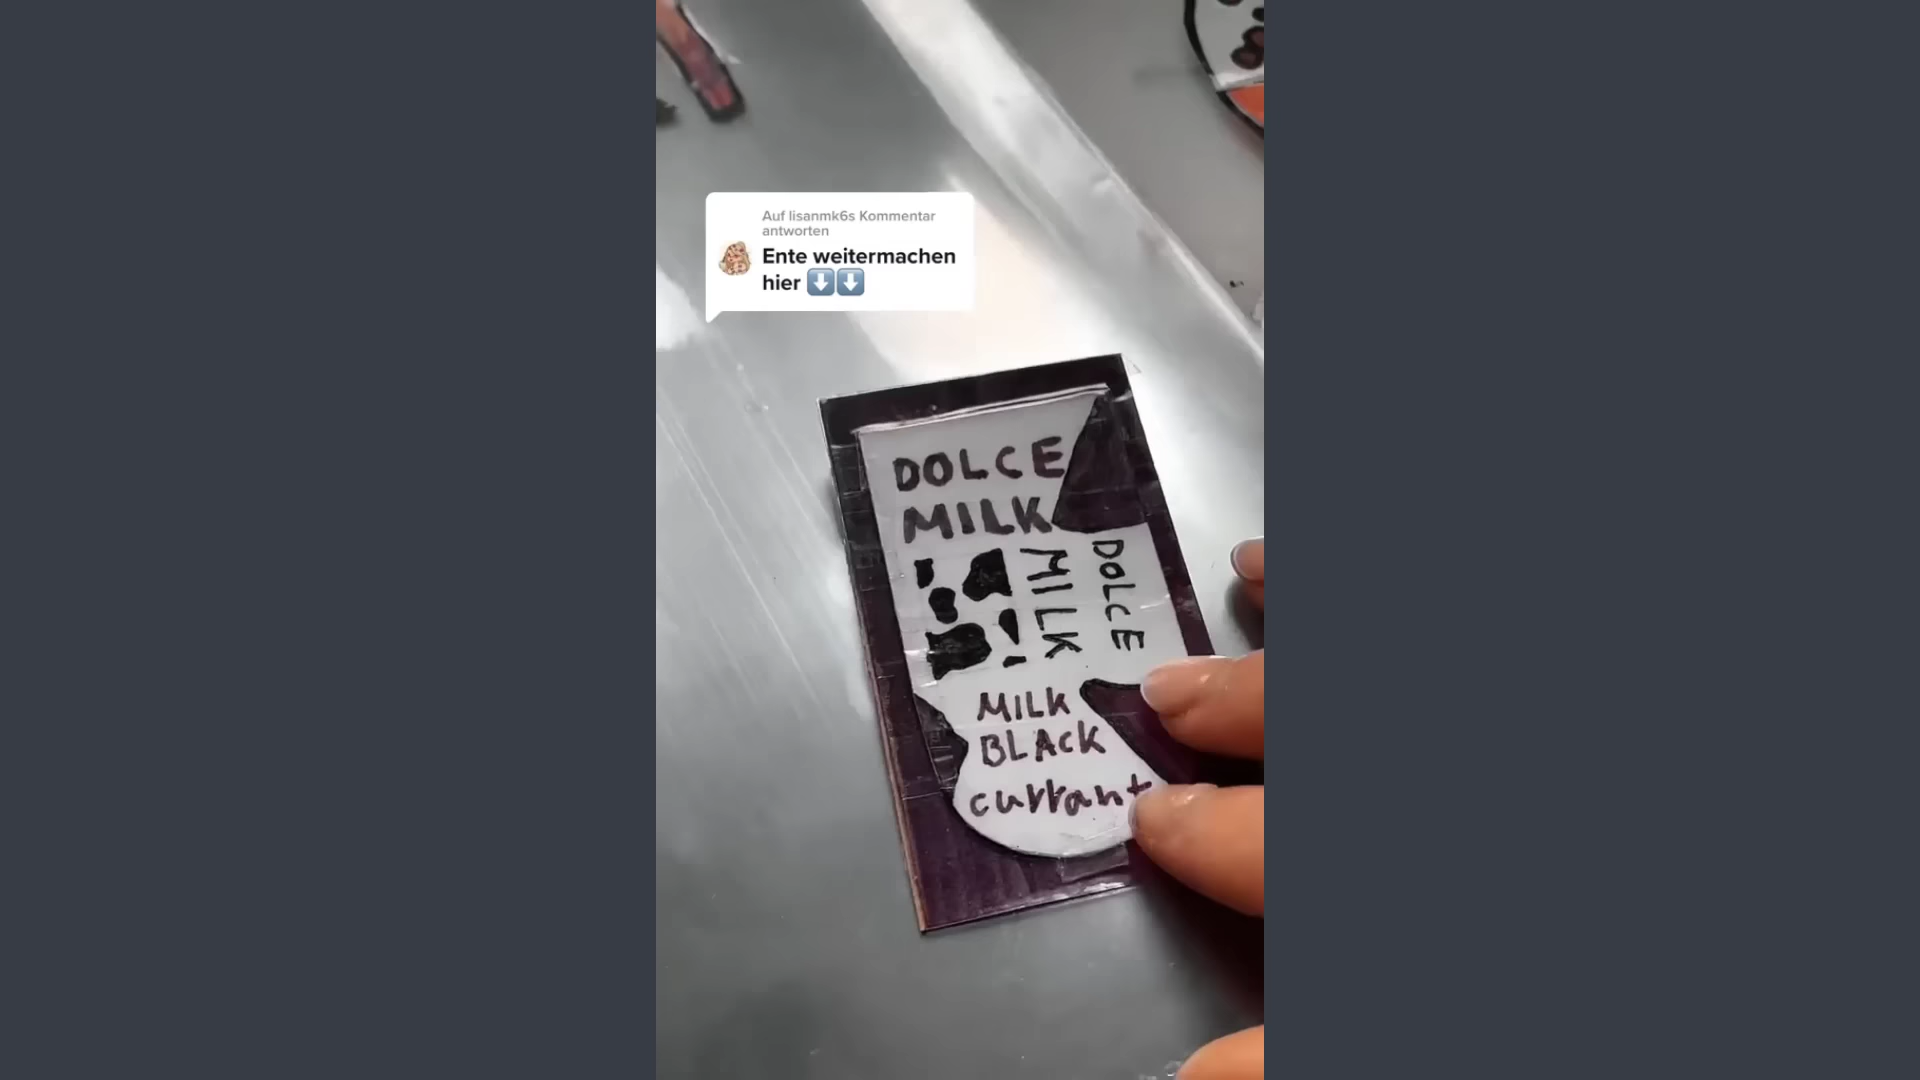 Auf lisanmk6s Kommentar
antworten
Ente weitermachen
hier ⬇️⬇️
DOLCE
MILK
DOLCE
MILK
MILK
BLACK
currant